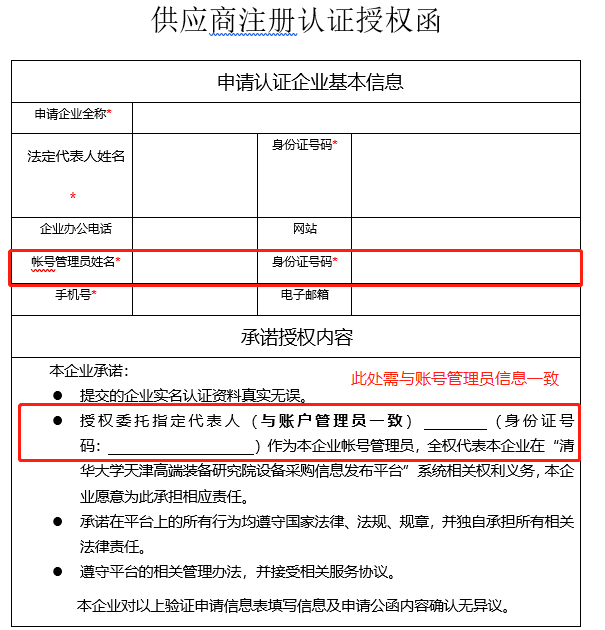 供应商注册认证授权函
申请认证企业基本信息
申请企业全称*
法定代表人姓名 身份证号码*
*
企业办公电话 网站
帐号管理员姓名* 身份证号码*
手机号* 电子邮箱
承诺授权内容
本企业承诺:
此处需与账号管理员信息一致
● 提交的企业实名认证资料真实无误。
● 授权委托指定代表人（与账户管理员一致）________（身份证号
码：__________________）作为本企业帐号管理员，全权代表本企业在“清
华大学天津高端装备研究院设备采购信息发布平台”系统相关权利义务，本企
业愿意为此承担相应责任。
● 承诺在平台上的所有行为均遵守国家法律、法规、规章，并独自承担所有相关
法律责任。
● 遵守平台的相关管理办法，并接受相关服务协议。
本企业对以上验证申请信息表填写信息及申请公函内容确认无异议。